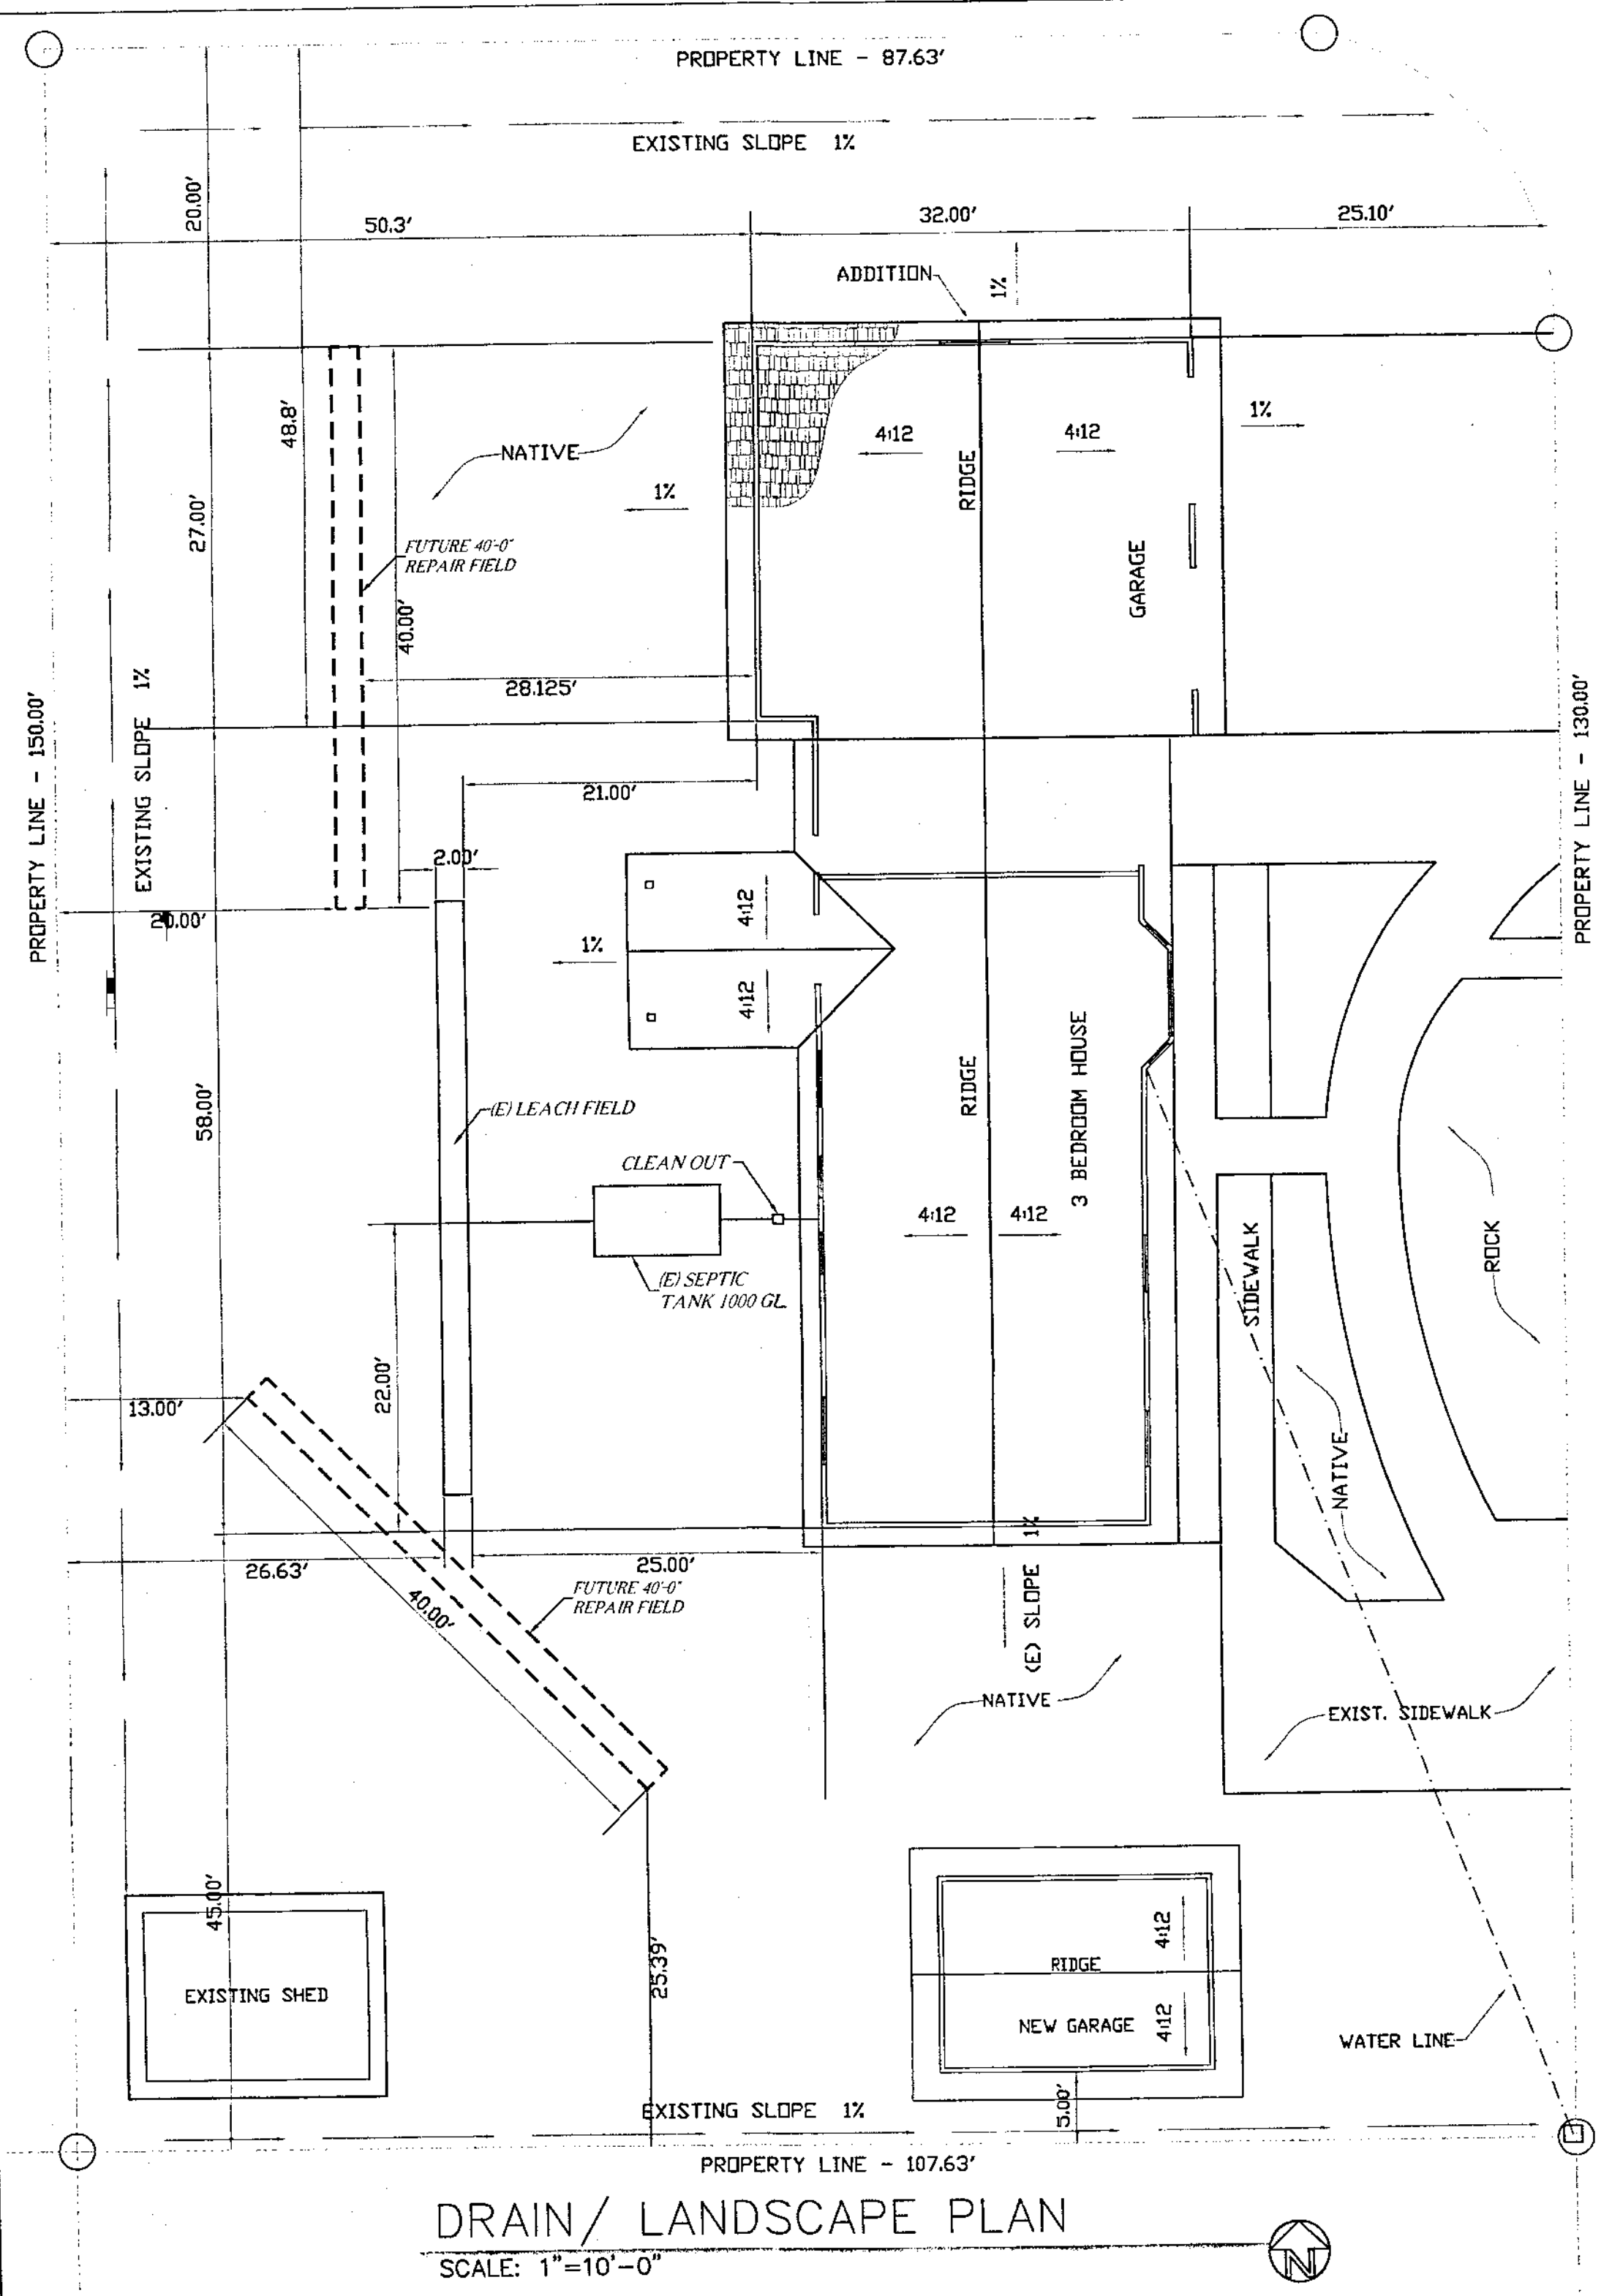 PROPERTY LINE - 87.63'
EXISTING SLOPE 1%
20.00'
50.3'
32.00'
25.10'
ADDITION
1%
48.8'
27.00'
NATIVE
4:12
4:12
1%
RIDGE
1%
GARAGE
FUTURE 40'-0"
REPAIR FIELD
40.00'
28.125'
PROPERTY LINE - 150.00'
EXISTING SLOPE 1%
PROPERTY LINE - 130.00'
21.00'
2.00'
20.00'
4:12
4:12
1%
58.00'
(E) LEACH FIELD
CLEAN OUT
RIDGE
3 BEDROOM HOUSE
4:12
4:12
(E) SEPTIC
TANK 1000 GL.
SIDEWALK
ROCK
22.00'
13.00'
NATIVE
26.63'
25.00'
(E) SLOPE 1%
FUTURE 40'-0"
REPAIR FIELD
40.00'
NATIVE
EXIST. SIDEWALK
45.00'
EXISTING SHED
25.39'
4:12
RIDGE
NEW GARAGE
4:12
WATER LINE
5.00'
EXISTING SLOPE 1%
PROPERTY LINE - 107.63'
DRAIN/ LANDSCAPE PLAN
SCALE: 1"=10'-0"
N